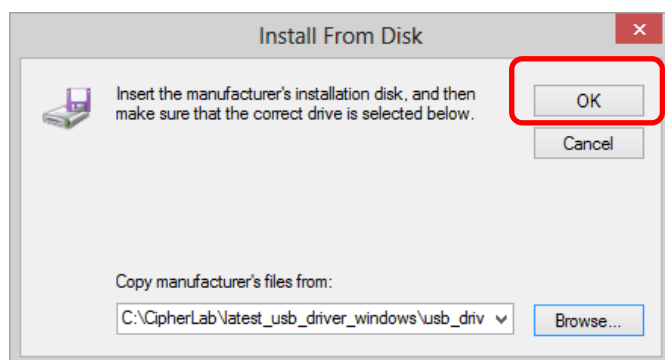 Install From Disk
Insert the manufacturer's installation disk, and then
make sure that the correct drive is selected below.
OK
Cancel
Copy manufacturer's files from:
C:\CipherLab\latest_usb_driver_windows\usb_driv
Browse...